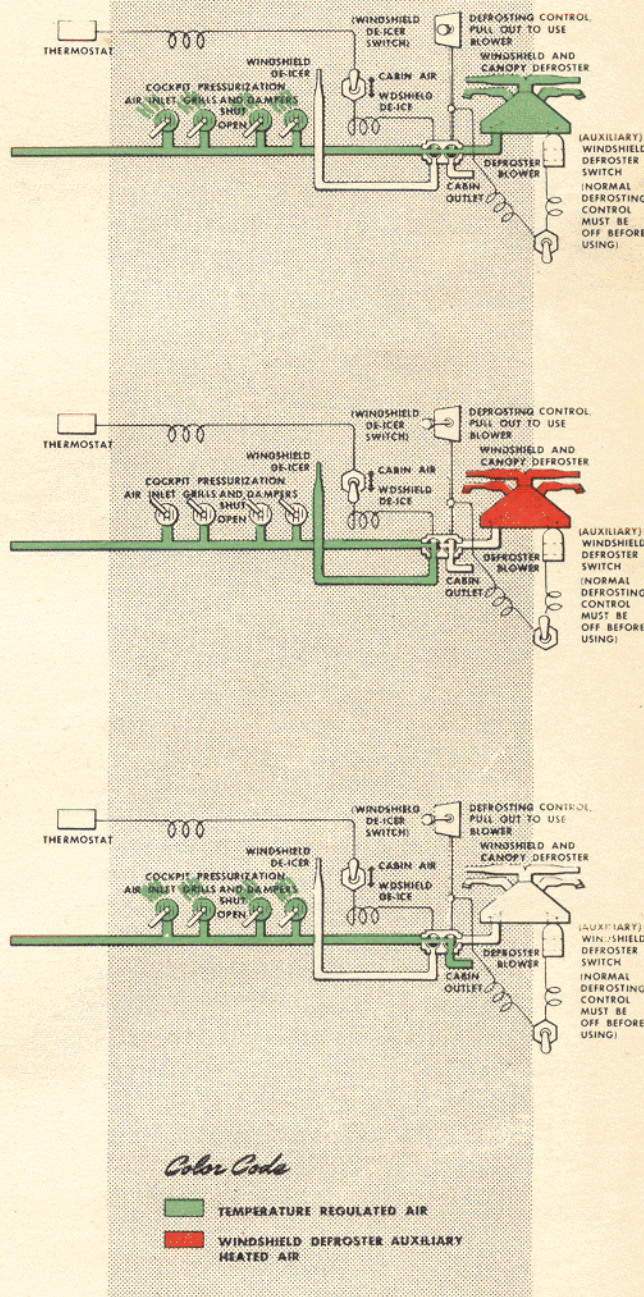 (WINDSHIELD
DE-ICER
SWITCH)
DEFROSTING CONTROL,
PULL OUT TO USE
BLOWER
THERMOSTAT
WINDSHIELD
DE-ICER
CABIN AIR
WDSHIELD
DE-ICE
WINDSHIELD AND
CANOPY DEFROSTER
COCKPIT PRESSURIZATION
AIR INLET GRILLS AND DAMPERS
SHUT
OPEN
DEFROSTER
BLOWER
CABIN
OUTLET
(AUXILIARY)
WINDSHIELD
DEFROSTER
SWITCH
(NORMAL
DEFROSTING
CONTROL
MUST BE
OFF BEFORE
USING)
(WINDSHIELD
DE-ICER
SWITCH)
DEFROSTING CONTROL,
PULL OUT TO USE
BLOWER
THERMOSTAT
WINDSHIELD
DE-ICER
CABIN AIR
WDSHIELD
DE-ICE
WINDSHIELD AND
CANOPY DEFROSTER
COCKPIT PRESSURIZATION
AIR INLET GRILLS AND DAMPERS
SHUT
OPEN
DEFROSTER
BLOWER
CABIN
OUTLET
(AUXILIARY)
WINDSHIELD
DEFROSTER
SWITCH
(NORMAL
DEFROSTING
CONTROL
MUST BE
OFF BEFORE
USING)
(WINDSHIELD
DE-ICER
SWITCH)
DEFROSTING CONTROL,
PULL OUT TO USE
BLOWER
THERMOSTAT
WINDSHIELD
DE-ICER
CABIN AIR
WDSHIELD
DE-ICE
WINDSHIELD AND
CANOPY DEFROSTER
COCKPIT PRESSURIZATION
AIR INLET GRILLS AND DAMPERS
SHUT
OPEN
DEFROSTER
BLOWER
CABIN
OUTLET
(AUXILIARY)
WINDSHIELD
DEFROSTER
SWITCH
(NORMAL
DEFROSTING
CONTROL
MUST BE
OFF BEFORE
USING)
Color Code
TEMPERATURE REGULATED AIR
WINDSHIELD DEFROSTER AUXILIARY
HEATED AIR